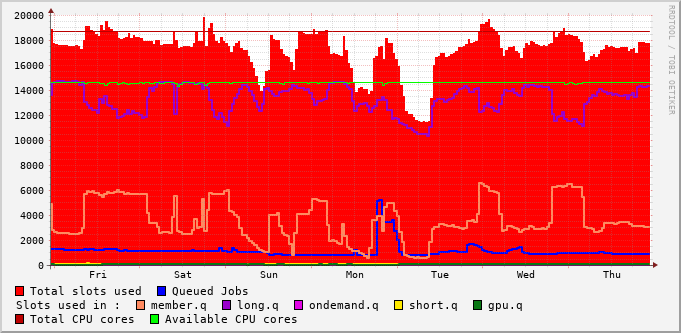 RRDTOOL / TOBI OETIKER
20000
18000
16000
14000
12000
10000
8000
6000
4000
2000
0
Fri Sat Sun Mon Tue Wed Thu
Total slots used Queued Jobs
Slots used in : member.q long.q ondemand.q short.q gpu.q
Total CPU cores Available CPU cores